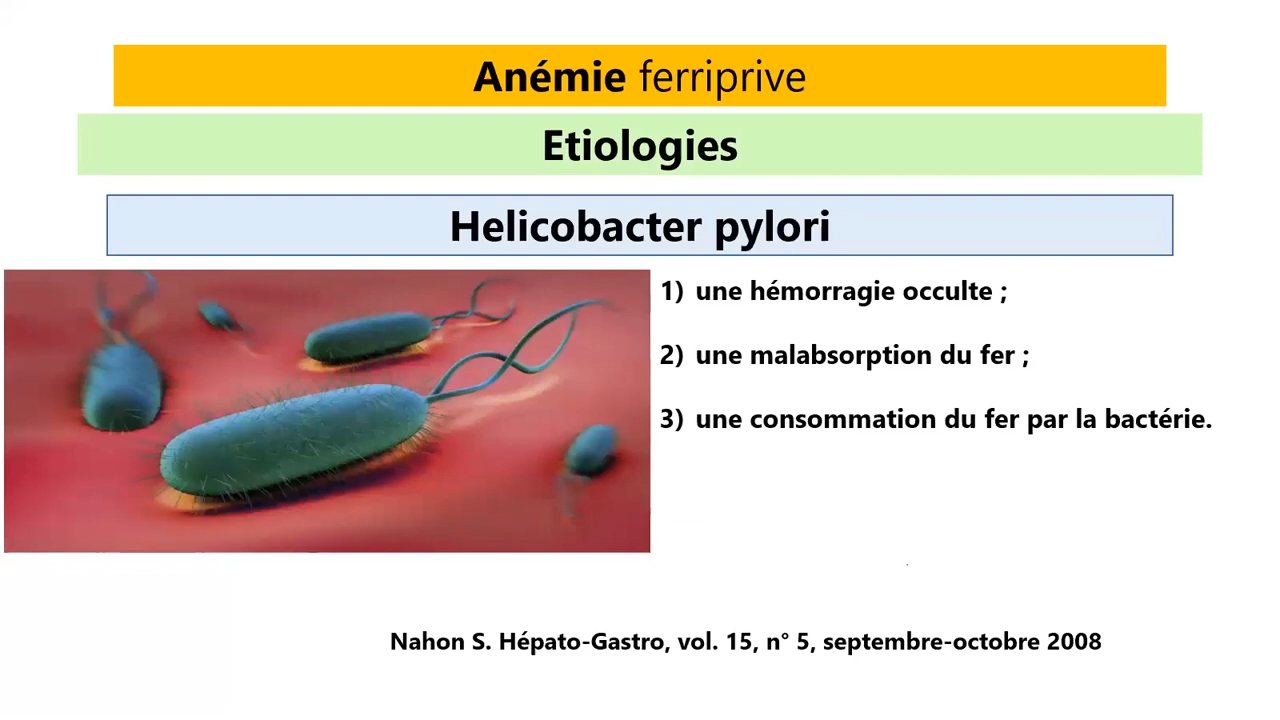 Anémie ferriprive
Etiologies
Helicobacter pylori
1) une hémorragie occulte ;
2) une malabsorption du fer ;
3) une consommation du fer par la bactérie.
Nahon S. Hépato-Gastro, vol. 15, n° 5, septembre-octobre 2008